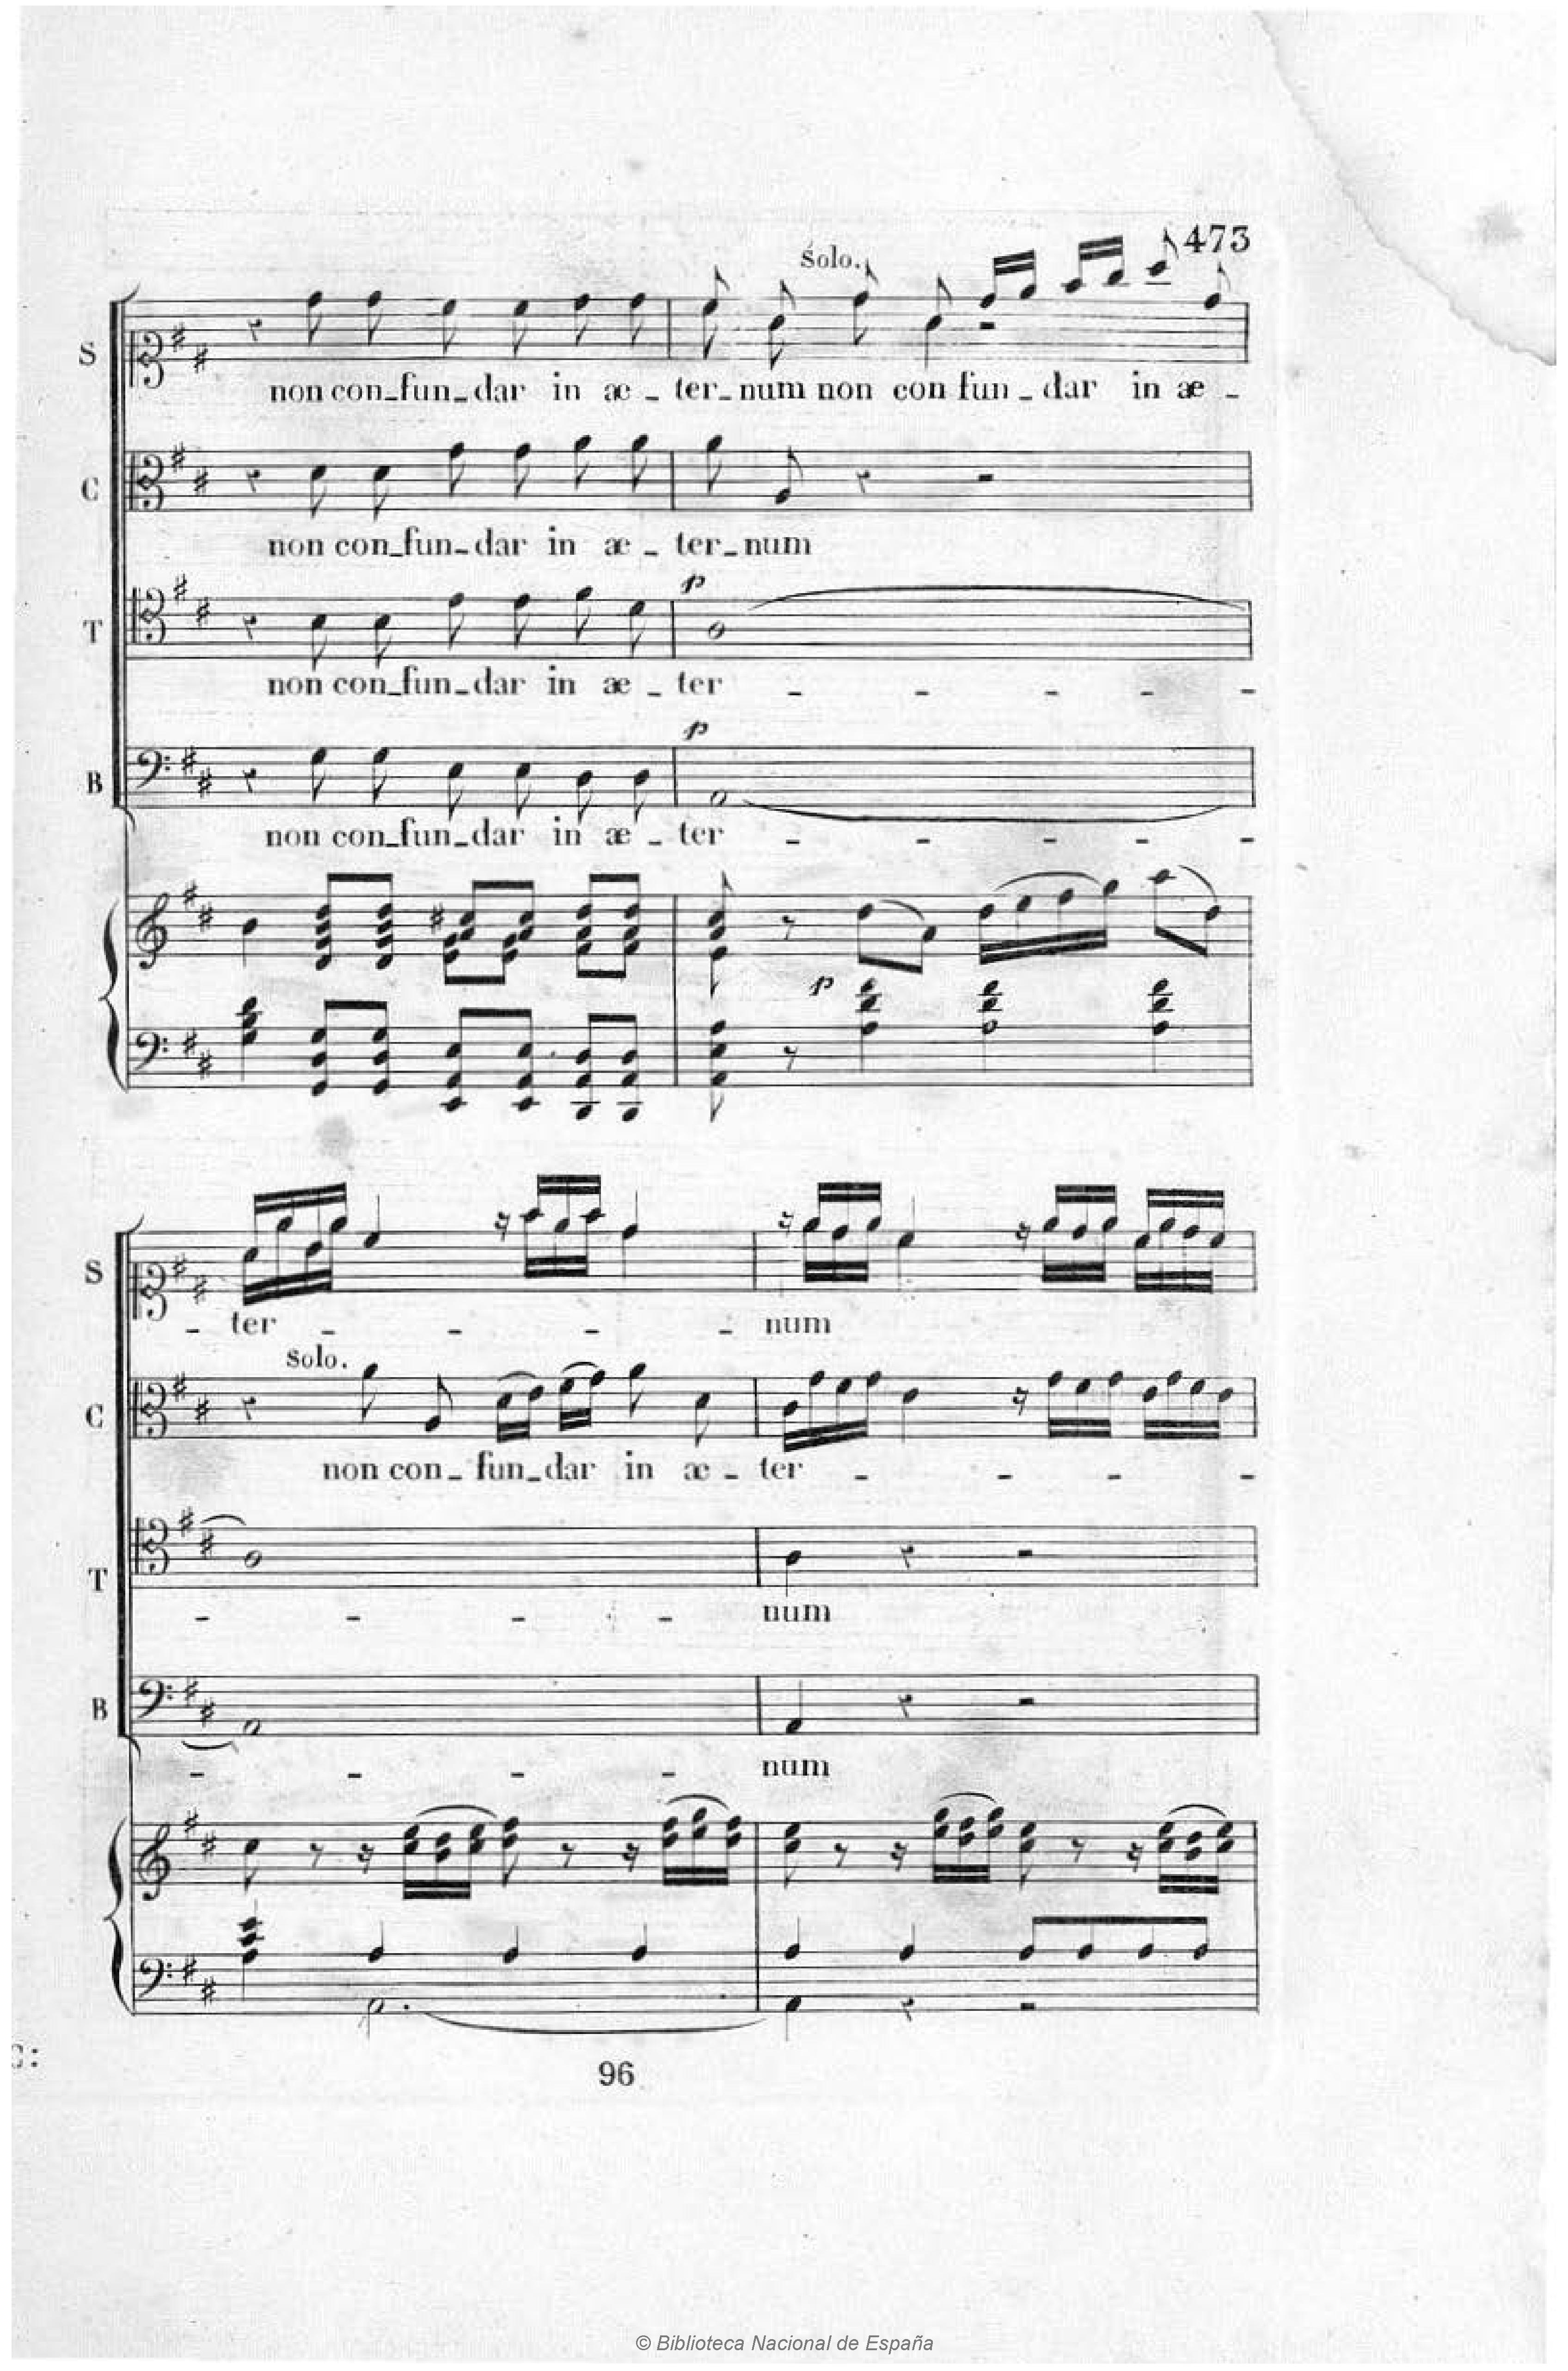 473
Solo.
S
non con_fun_dar in æ _ ter_num non con fun _ dar in æ _
C
non con_fun_dar in æ _ ter_num
p
T
non con_fun_dar in æ _ ter _ _ _ _ _
p
B
non con_fun_dar in æ _ ter _ _ _ _ _
p
S
_ ter _ _ _ _ num
Solo.
C
non con_ fun_dar in æ _ ter _ _ _ _
T
_ _ _ _ num
B
_ _ _ _ num
96
© Biblioteca Nacional de España